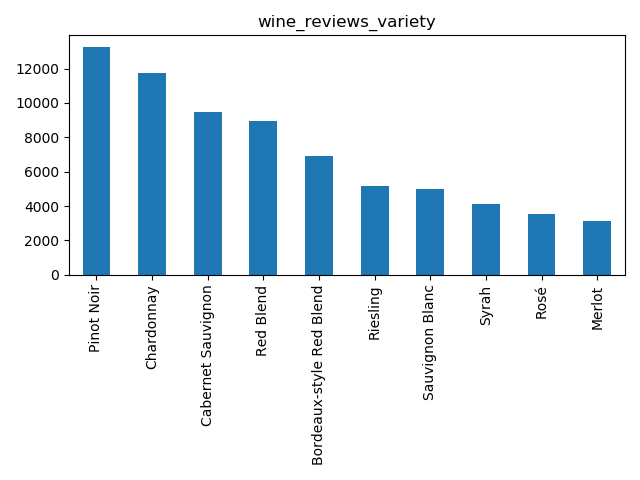 wine_reviews_variety
12000
10000
8000
6000
4000
2000
0
Pinot Noir
Chardonnay
Cabernet Sauvignon
Red Blend
Bordeaux-style Red Blend
Riesling
Sauvignon Blanc
Syrah
Rosé
Merlot